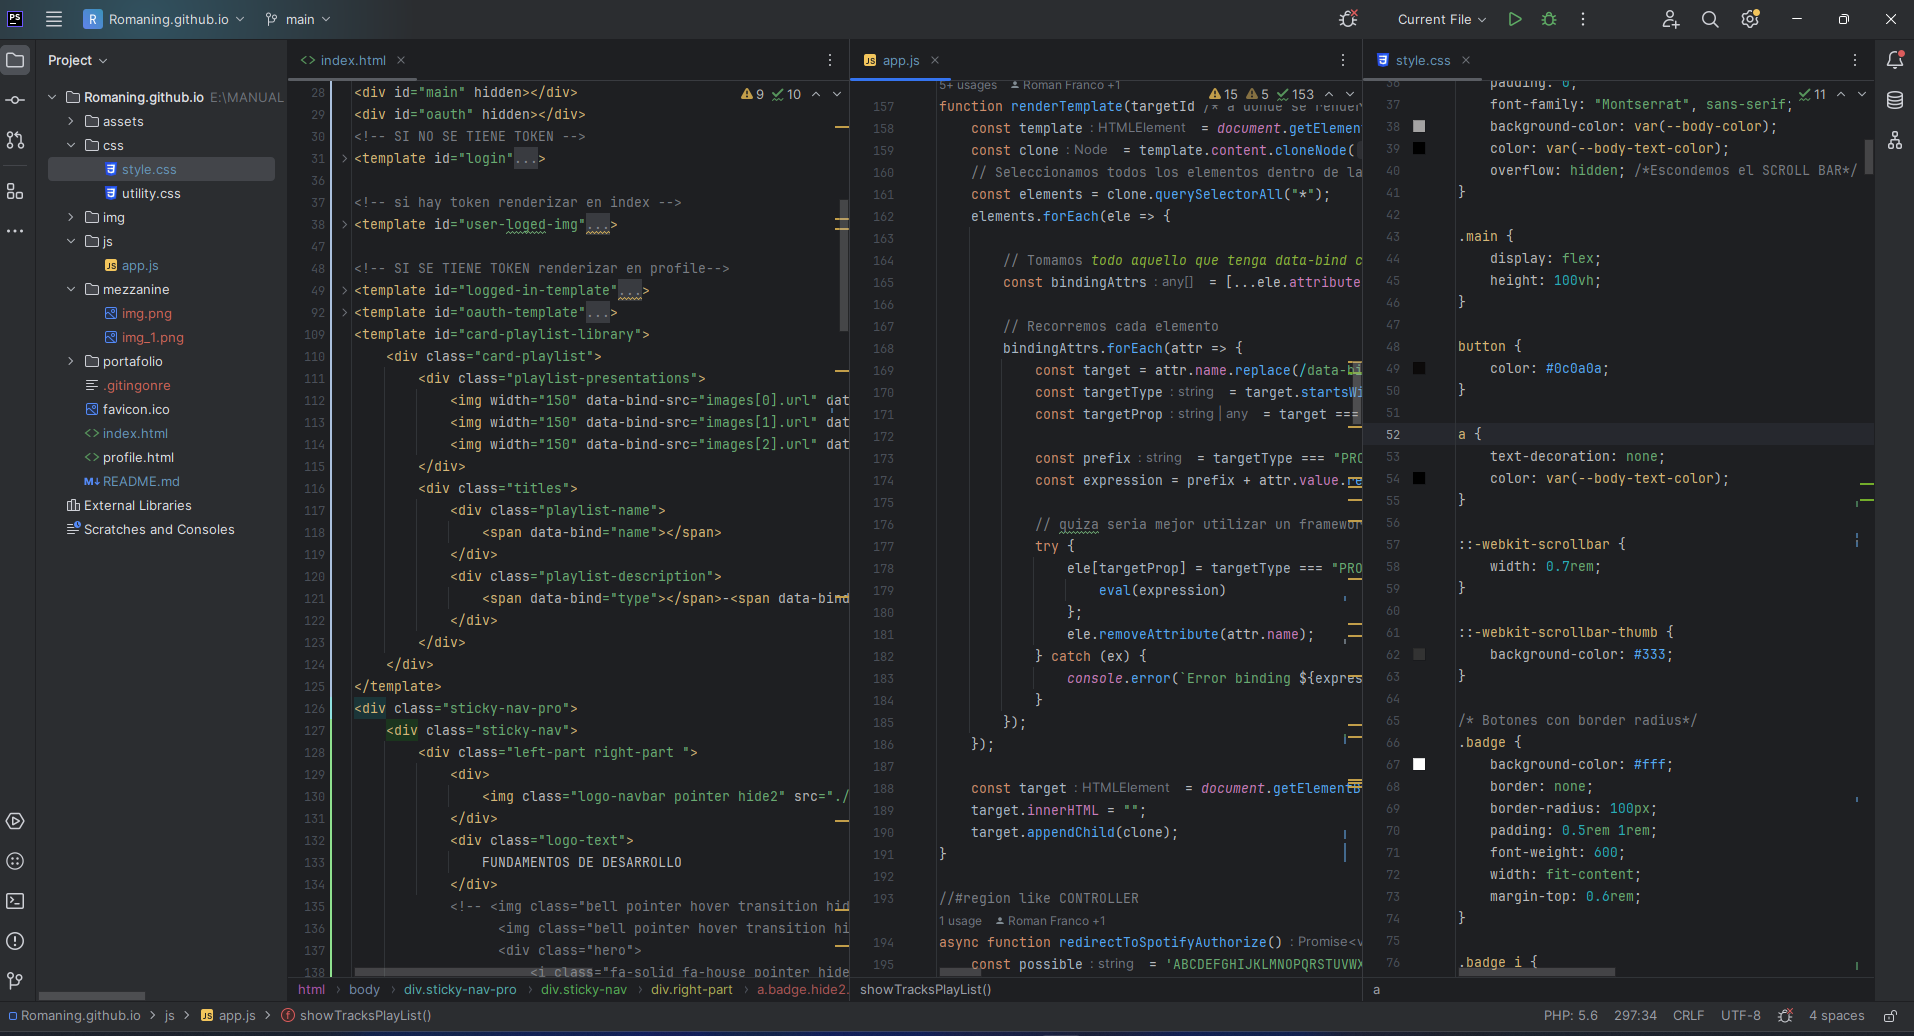 PS
R Romaning.github.io
main
Current File
Project
Romaning.github.io E:\MANUAL
assets
css
style.css
utility.css
img
js
app.js
mezzanine
img.png
img_1.png
portafolio
.gitingonre
favicon.ico
index.html
profile.html
README.md
External Libraries
Scratches and Consoles
index.html
9 10
28 <div id="main" hidden></div>
29 <div id="oauth" hidden></div>
30 <!-- SI NO SE TIENE TOKEN -->
31 <template id="login"...>
36
37 <!-- si hay token renderizar en index -->
38 <template id="user-loged-img"...>
47
48 <!-- SI SE TIENE TOKEN renderizar en profile-->
49 <template id="logged-in-template"...>
92 <template id="oauth-template"...>
109 <template id="card-playlist-library">
110 <div class="card-playlist">
111 <div class="playlist-presentations">
112 <img width="150" data-bind-src="images[0].url" dat
113 <img width="150" data-bind-src="images[1].url" dat
114 <img width="150" data-bind-src="images[2].url" dat
115 </div>
116 <div class="titles">
117 <div class="playlist-name">
118 <span data-bind="name"></span>
119 </div>
120 <div class="playlist-description">
121 <span data-bind="type"></span>-<span data-bind
122 </div>
123 </div>
124 </div>
125 </template>
126 <div class="sticky-nav-pro">
127 <div class="sticky-nav">
128 <div class="left-part right-part ">
129 <div>
130 <img class="logo-navbar pointer hide2" src="./
131 </div>
132 <div class="logo-text">
133 FUNDAMENTOS DE DESARROLLO
134 </div>
135 <!-- <img class="bell pointer hover transition hid
136 <img class="bell pointer hover transition hi
137 <div class="hero">
138 <i class="fa-solid fa-house pointer hide
html body div.sticky-nav-pro div.sticky-nav div.right-part a.badge.hide2.
app.js
5+ usages Roman Franco +1
15 5 153
157 function renderTemplate(targetId /* a donde se render
158 const template : HTMLElement = document.getElemen
159 const clone : Node = template.content.cloneNode(
160 // Seleccionamos todos los elementos dentro de la
161 const elements = clone.querySelectorAll("*");
162 elements.forEach(ele => {
163
164 // Tomamos todo aquello que tenga data-bind c
165 const bindingAttrs : any[] = [...ele.attribute
166
167 // Recorremos cada elemento
168 bindingAttrs.forEach(attr => {
169 const target = attr.name.replace(/data-bi
170 const targetType : string = target.startsWi
171 const targetProp : string | any = target ===
172
173 const prefix : string = targetType === "PRO
174 const expression = prefix + attr.value.re
175
176 // quiza seria mejor utilizar un framewor
177 try {
178 ele[targetProp] = targetType === "PRO
179 eval(expression)
180 };
181 ele.removeAttribute(attr.name);
182 } catch (ex) {
183 console.error(`Error binding ${expres
184 }
185 });
186 });
187
188 const target : HTMLElement = document.getElementB
189 target.innerHTML = "";
190 target.appendChild(clone);
191 }
192
193 //#region like CONTROLLER
1 usage Roman Franco +1
194 async function redirectToSpotifyAuthorize() : Promise<v
195 const possible : string = 'ABCDEFGHIJKLMNOPQRSTUVWX
showTracksPlayList()
style.css
11
36 padding: 0;
37 font-family: "Montserrat", sans-serif;
38 background-color: var(--body-color);
39 color: var(--body-text-color);
40 overflow: hidden; /*Escondemos el SCROLL BAR*/
41 }
42
43 .main {
44 display: flex;
45 height: 100vh;
46 }
47
48 button {
49 color: #0c0a0a;
50 }
51
52 a {
53 text-decoration: none;
54 color: var(--body-text-color);
55 }
56
57 ::-webkit-scrollbar {
58 width: 0.7rem;
59 }
60
61 ::-webkit-scrollbar-thumb {
62 background-color: #333;
63 }
64
65 /* Botones con border radius*/
66 .badge {
67 background-color: #fff;
68 border: none;
69 border-radius: 100px;
70 padding: 0.5rem 1rem;
71 font-weight: 600;
72 width: fit-content;
73 margin-top: 0.6rem;
74 }
75
76 .badge i {
a
Romaning.github.io js app.js showTracksPlayList()
PHP: 5.6 297:34 CRLF UTF-8 4 spaces